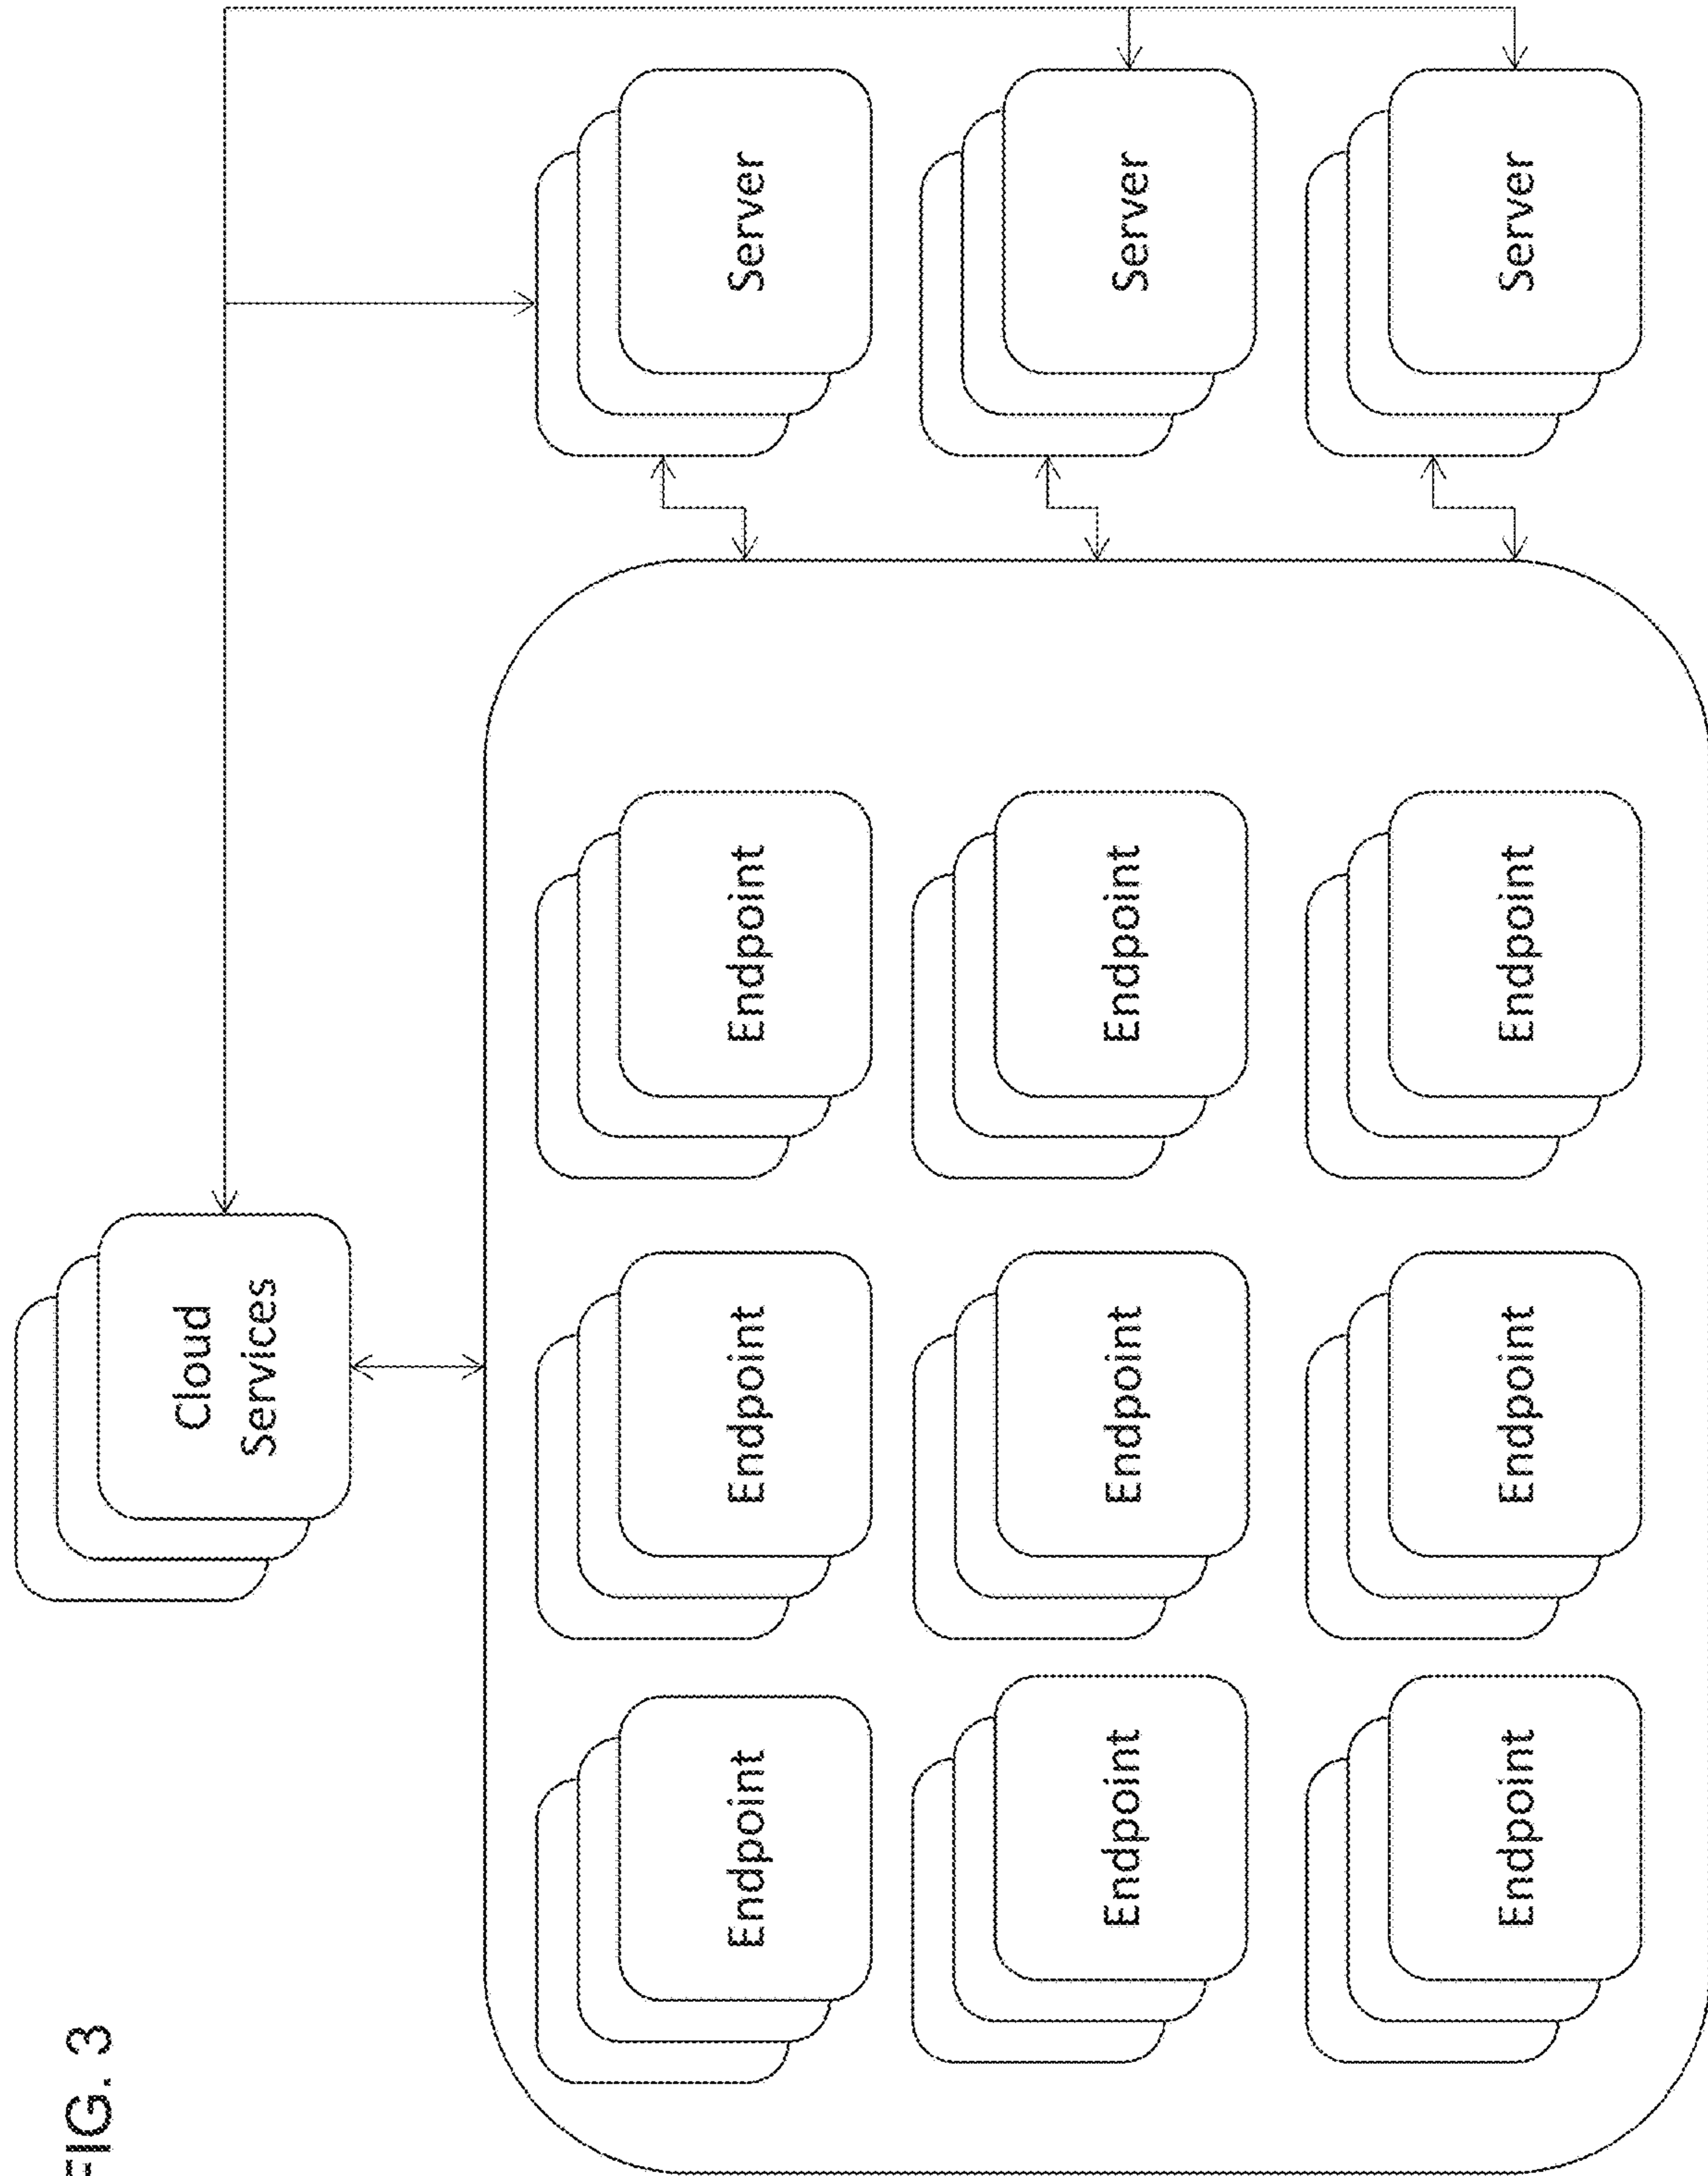 FIG. 3
Cloud
Services
Endpoint
Endpoint
Endpoint
Server
Endpoint
Endpoint
Endpoint
Server
Endpoint
Endpoint
Endpoint
Server